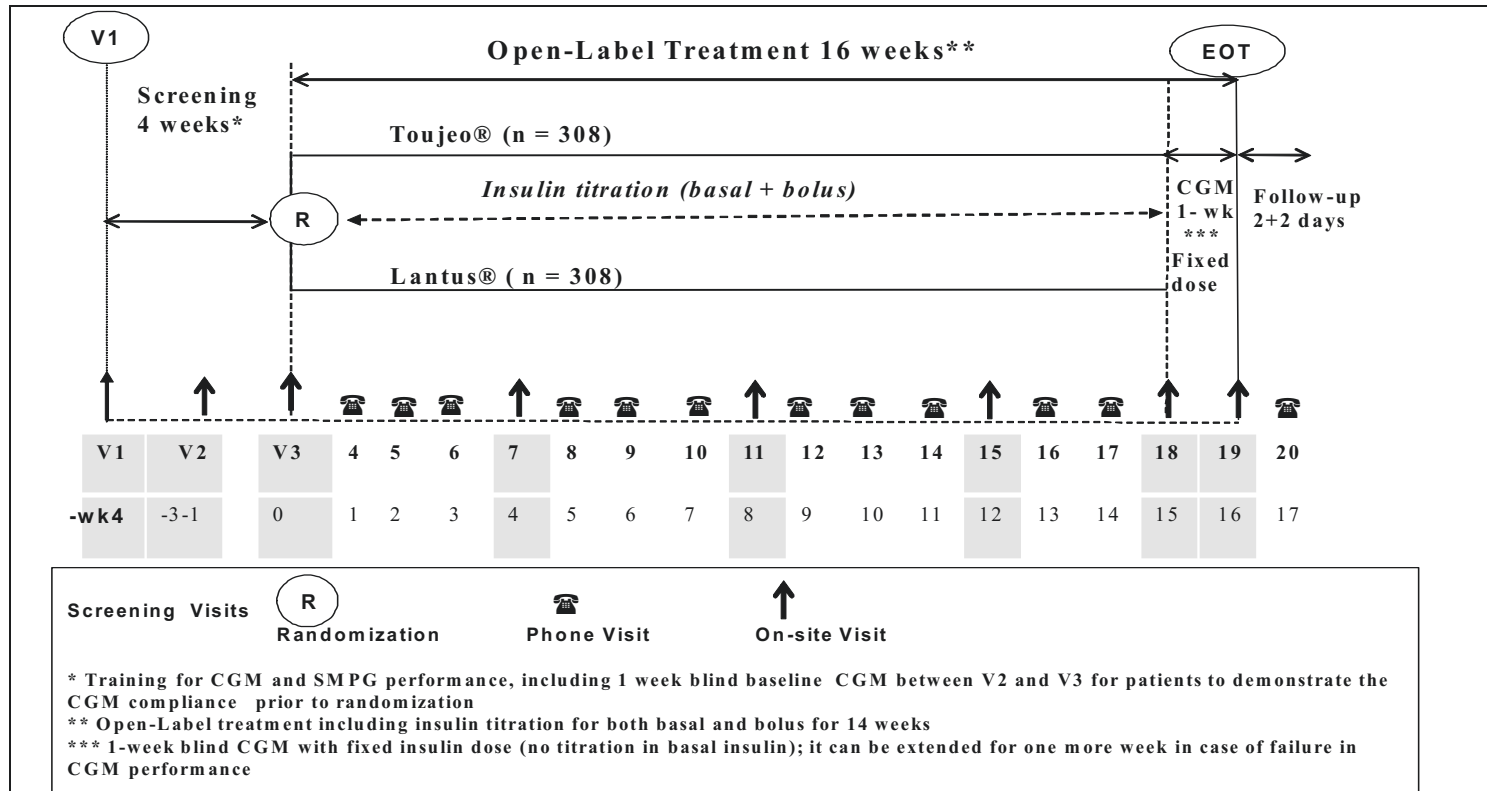 V1
Open-Label Treatment 16 weeks**
EOT
Screening
4 weeks*
Toujeo® (n = 308)
Insulin titration (basal + bolus)
R
CGM
1- wk
***
Fixed
dose
Follow-up
2+2 days
Lantus® ( n = 308)
V1 V2 V3 4 5 6 7 8 9 10 11 12 13 14 15 16 17 18 19 20
-wk4 -3-1 0 1 2 3 4 5 6 7 8 9 10 11 12 13 14 15 16 17
Screening Visits
R
Randomization
Phone Visit
On-site Visit
* Training for CGM and SMPG performance, including 1 week blind baseline CGM between V2 and V3 for patients to demonstrate the
CGM compliance prior to randomization
** Open-Label treatment including insulin titration for both basal and bolus for 14 weeks
*** 1-week blind CGM with fixed insulin dose (no titration in basal insulin); it can be extended for one more week in case of failure in
CGM performance